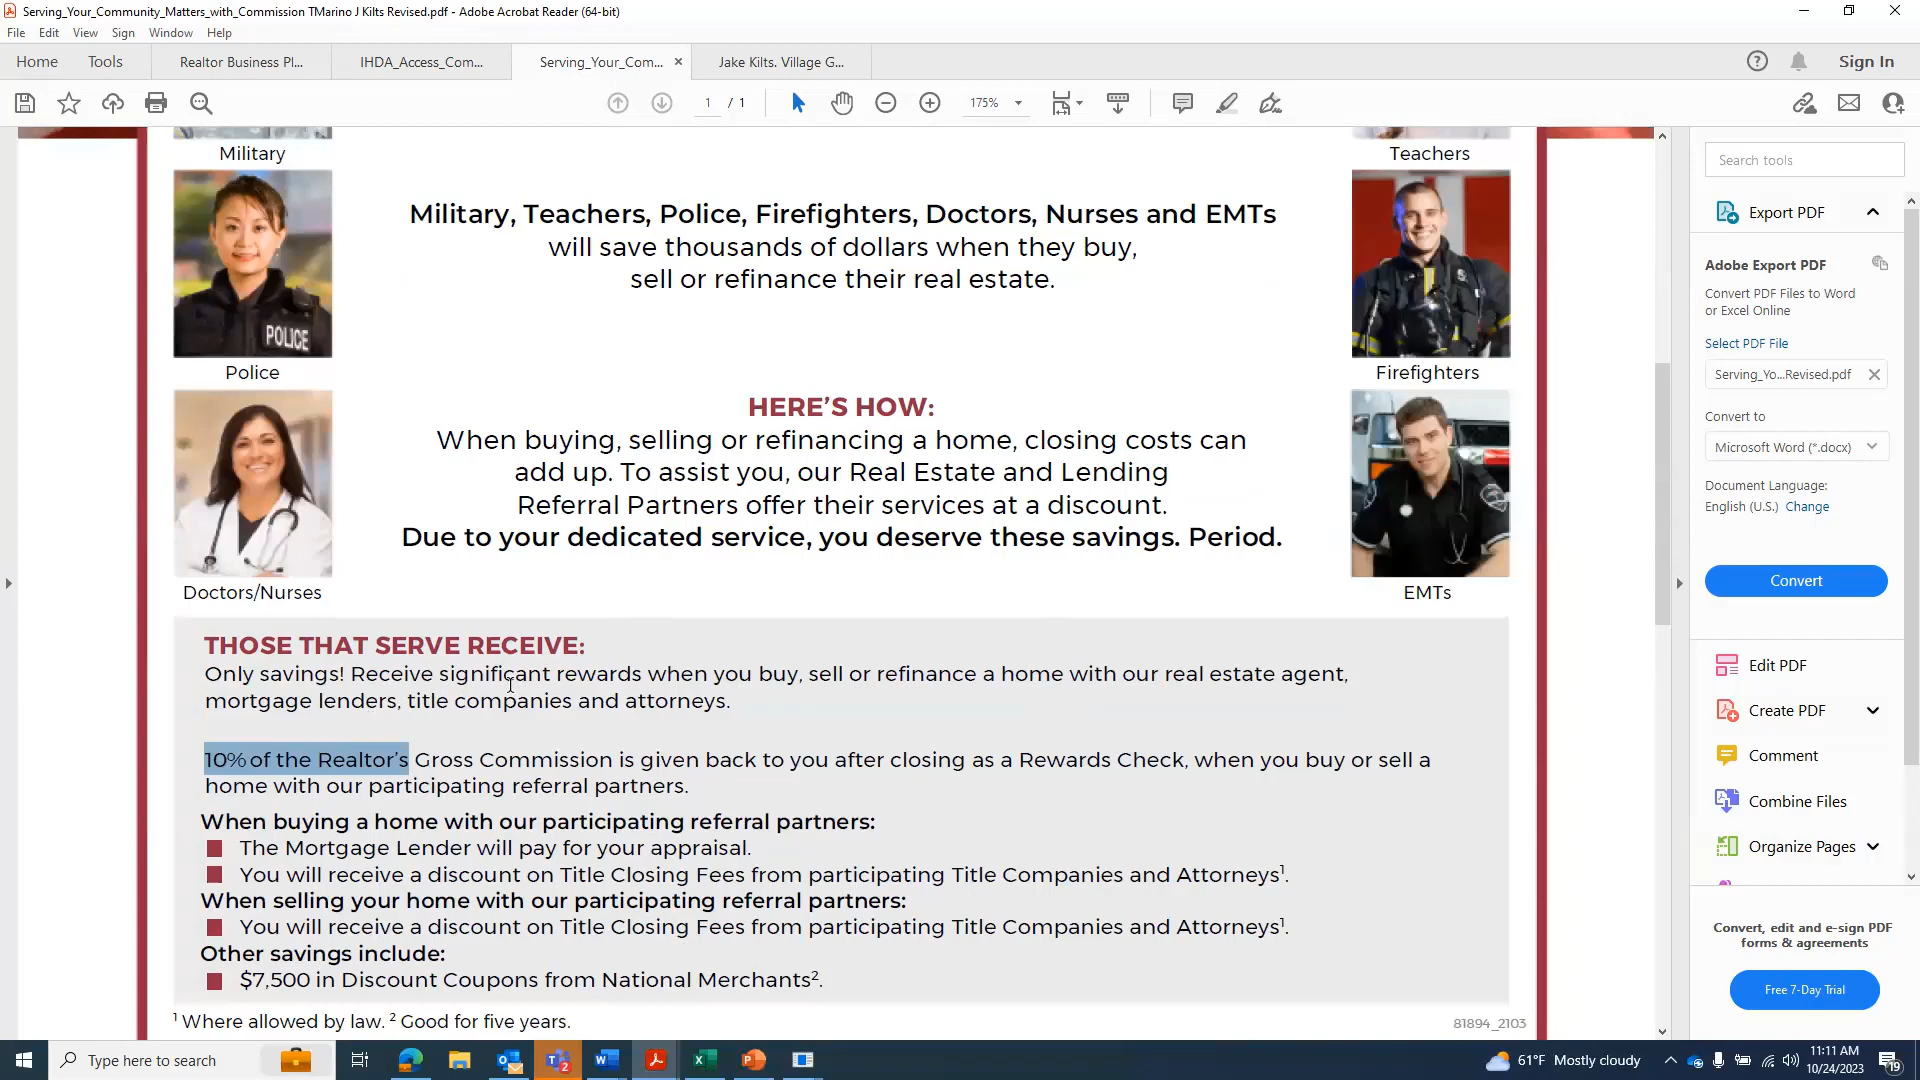 Serving_Your_Community_Matters_with_Commission TMarino J Kilts Revised.pdf - Adobe Acrobat Reader (64-bit)
File Edit View Sign Window Help
Home Tools Realtor Business Pl... IHDA_Access_Com... Serving_Your_Com... Jake Kilts. Village G... Sign In
1 / 1 175%
Military
Teachers
Military, Teachers, Police, Firefighters, Doctors, Nurses and EMTs
will save thousands of dollars when they buy,
sell or refinance their real estate.
POLICE
Police
Firefighters
HERE'S HOW:
When buying, selling or refinancing a home, closing costs can
add up. To assist you, our Real Estate and Lending
Referral Partners offer their services at a discount.
Due to your dedicated service, you deserve these savings. Period.
Doctors/Nurses
EMTs
THOSE THAT SERVE RECEIVE:
Only savings! Receive significant rewards when you buy, sell or refinance a home with our real estate agent,
mortgage lenders, title companies and attorneys.
10% of the Realtor's Gross Commission is given back to you after closing as a Rewards Check, when you buy or sell a
home with our participating referral partners.
When buying a home with our participating referral partners:
The Mortgage Lender will pay for your appraisal.
You will receive a discount on Title Closing Fees from participating Title Companies and Attorneys¹.
When selling your home with our participating referral partners:
You will receive a discount on Title Closing Fees from participating Title Companies and Attorneys¹.
Other savings include:
$7,500 in Discount Coupons from National Merchants².
¹ Where allowed by law. ² Good for five years.
81894_2103
Search tools
Export PDF
Adobe Export PDF
Convert PDF Files to Word
or Excel Online
Select PDF File
Serving_Yo...Revised.pdf
Convert to
Microsoft Word (*.docx)
Document Language:
English (U.S.) Change
Convert
Edit PDF
Create PDF
Comment
Combine Files
Organize Pages
Convert, edit and e-sign PDF
forms & agreements
Free 7-Day Trial
Type here to search
2
61°F Mostly cloudy
11:11 AM
10/24/2023
19